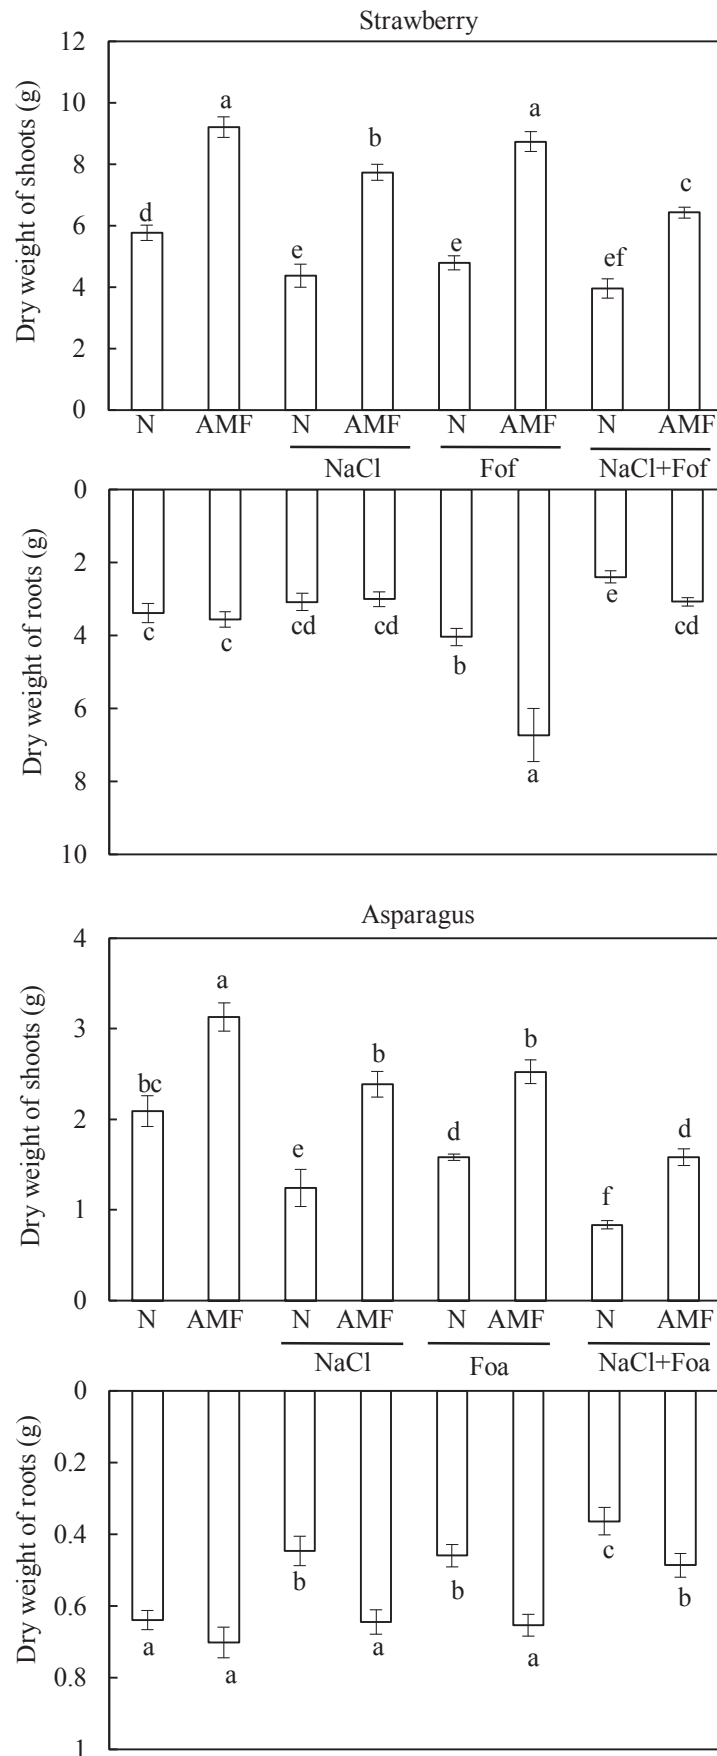 Strawberry
Dry weight of shoots (g)
12
10
8
6
4
2
0
d
a
e
b
e
a
ef
c
N AMF N AMF N AMF N AMF
NaCl Fof NaCl+Fof
Dry weight of roots (g)
0
2
4
6
8
10
c
c
cd
cd
b
a
e
cd
Asparagus
Dry weight of shoots (g)
4
3
2
1
0
bc
a
e
b
d
b
f
d
N AMF N AMF N AMF N AMF
NaCl Foa NaCl+Foa
Dry weight of roots (g)
0
0.2
0.4
0.6
0.8
1
a
a
b
a
b
a
c
b